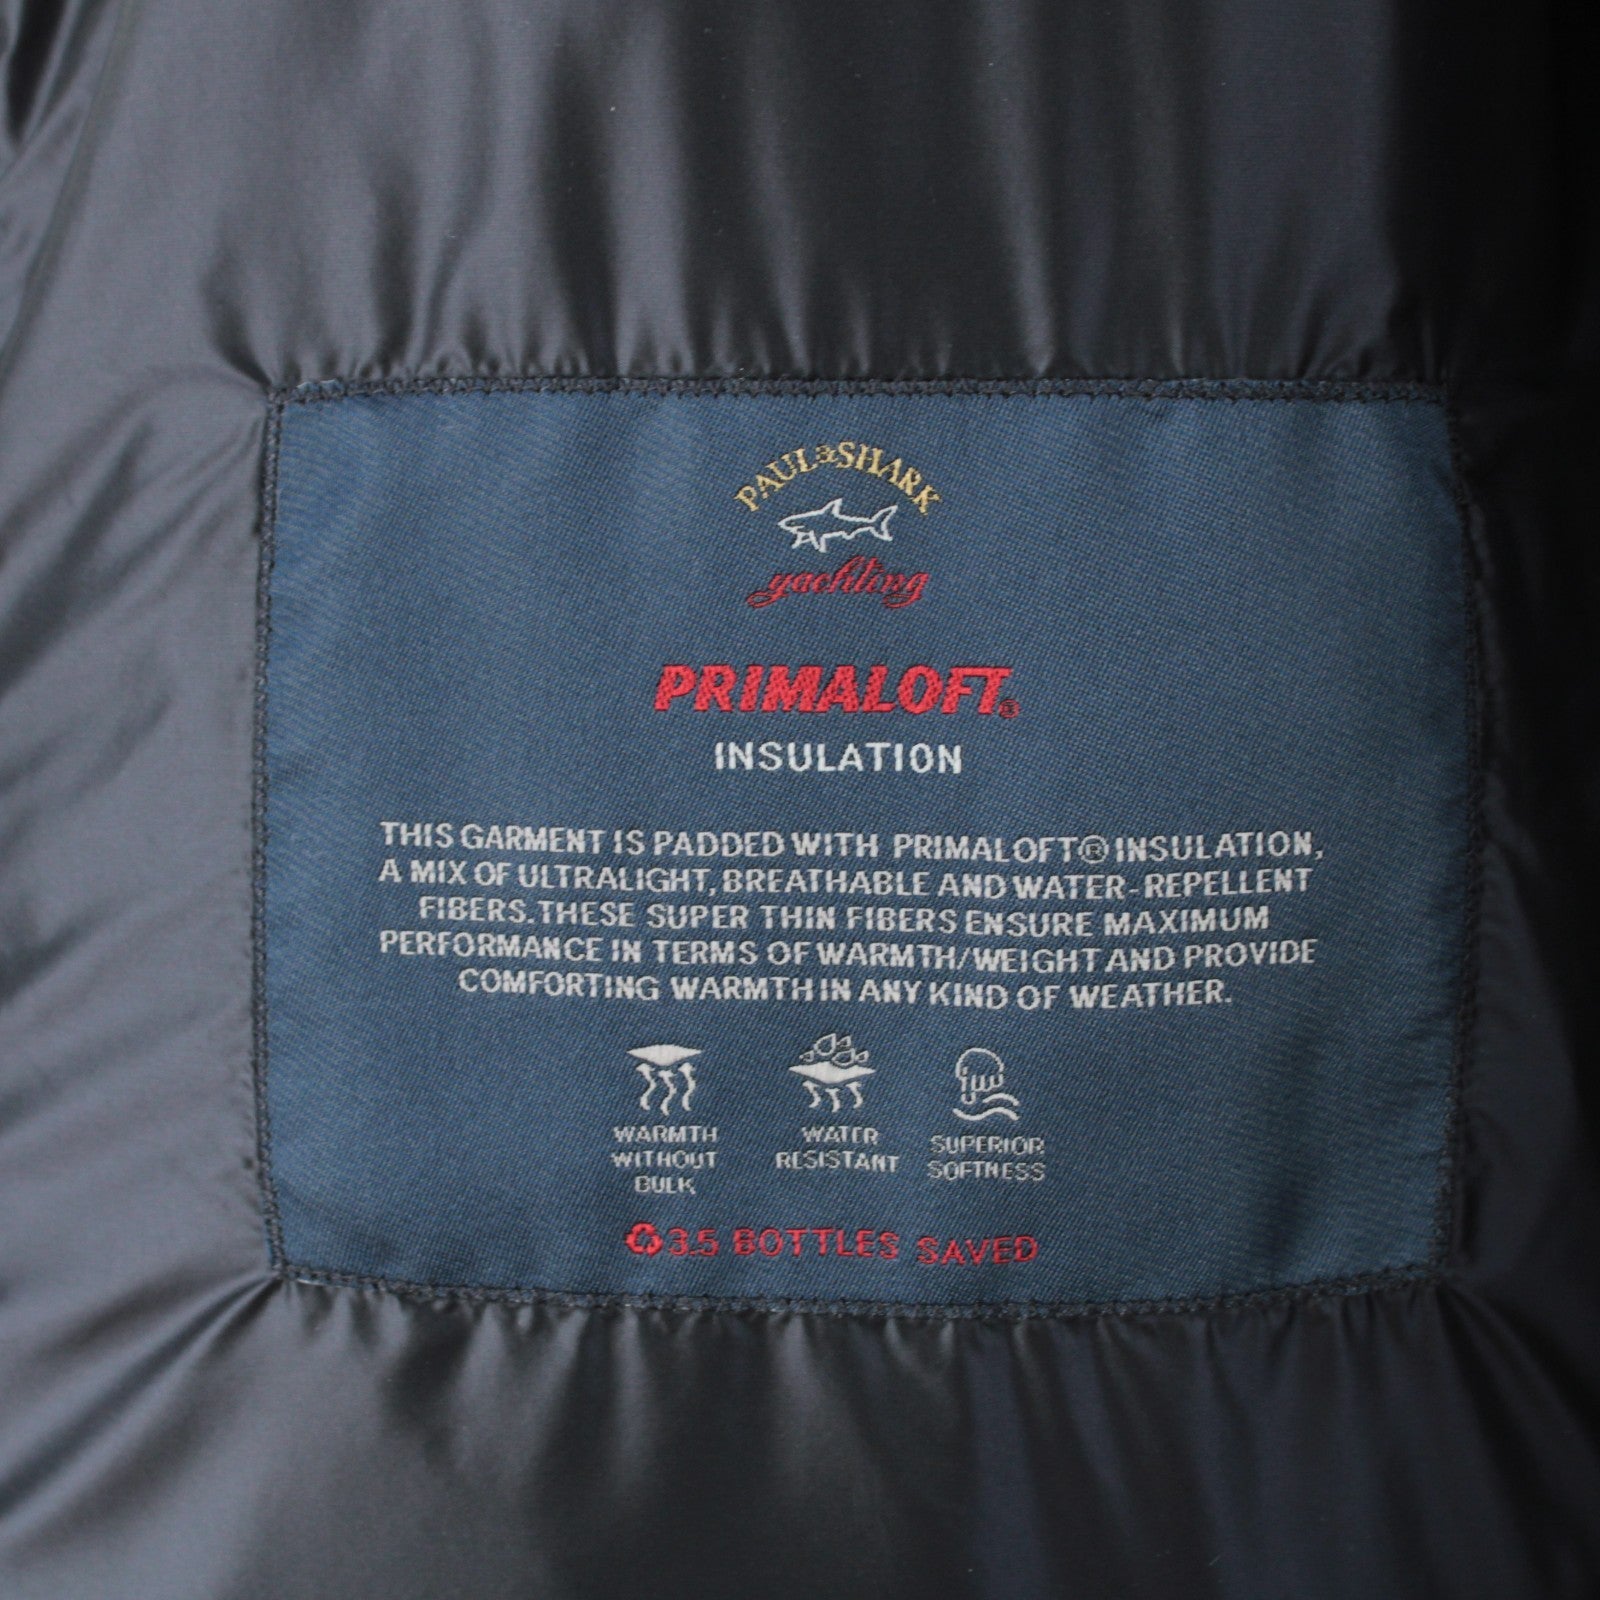 PAUL&SHARK
yachting
PRIMALOFT®
INSULATION
THIS GARMENT IS PADDED WITH PRIMALOFT® INSULATION,
A MIX OF ULTRALIGHT, BREATHABLE AND WATER-REPELLENT
FIBERS. THESE SUPER THIN FIBERS ENSURE MAXIMUM
PERFORMANCE IN TERMS OF WARMTH/WEIGHT AND PROVIDE
COMFORTING WARMTH IN ANY KIND OF WEATHER.
WARMTH
WITHOUT
BULK
WATER
RESISTANT
SUPERIOR
SOFTNESS
♻3.5 BOTTLES SAVED